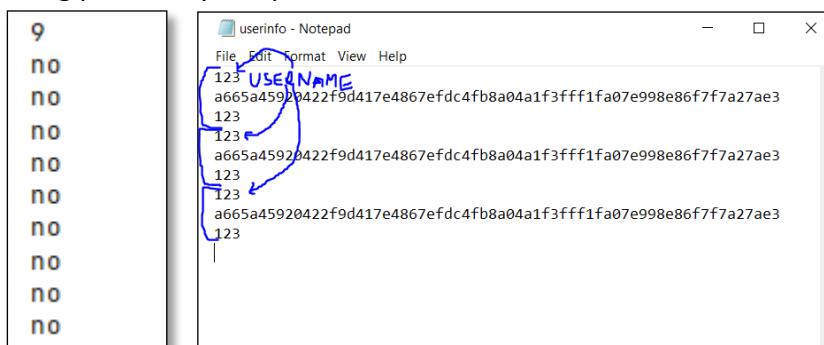 9
no
no
no
no
no
no
no
no
no
userinfo - Notepad
File Edit Format View Help
123 USERNAME
a665a45920422f9d417e4867efdc4fb8a04a1f3fff1fa07e998e86f7f7a27ae3
123
123
a665a45920422f9d417e4867efdc4fb8a04a1f3fff1fa07e998e86f7f7a27ae3
123
123
a665a45920422f9d417e4867efdc4fb8a04a1f3fff1fa07e998e86f7f7a27ae3
123